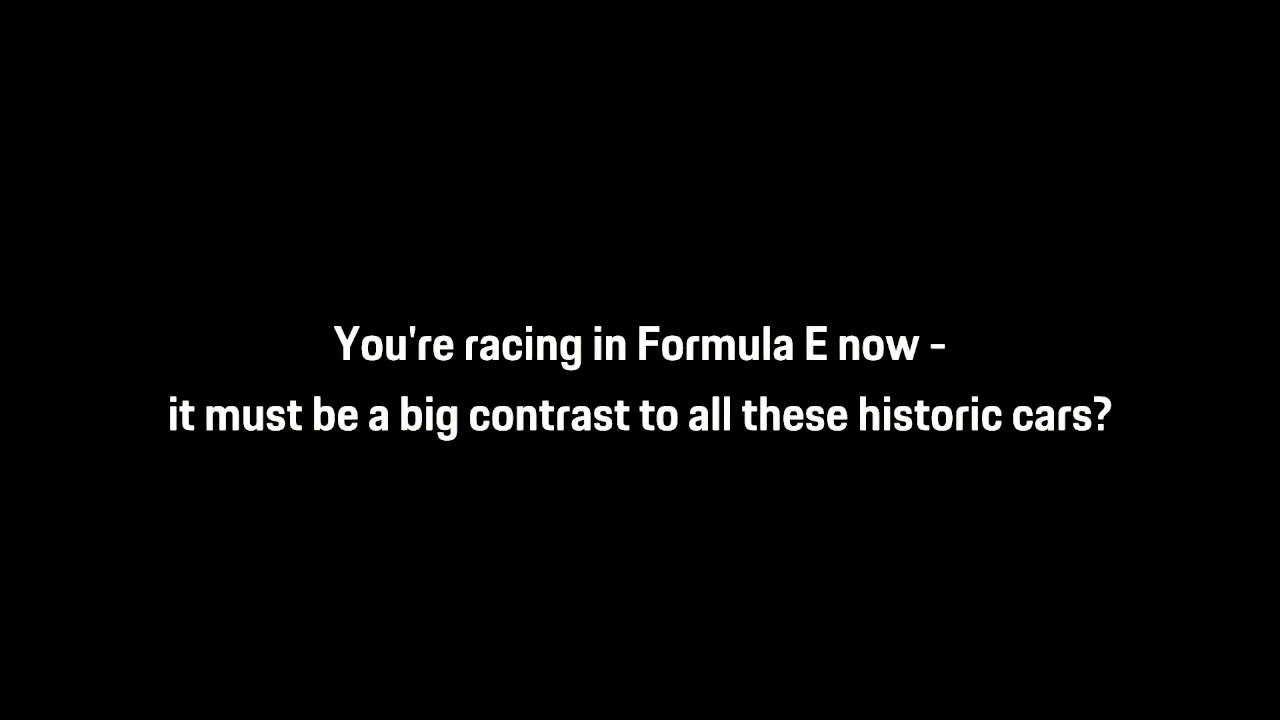 You're racing in Formula E now -
it must be a big contrast to all these historic cars?